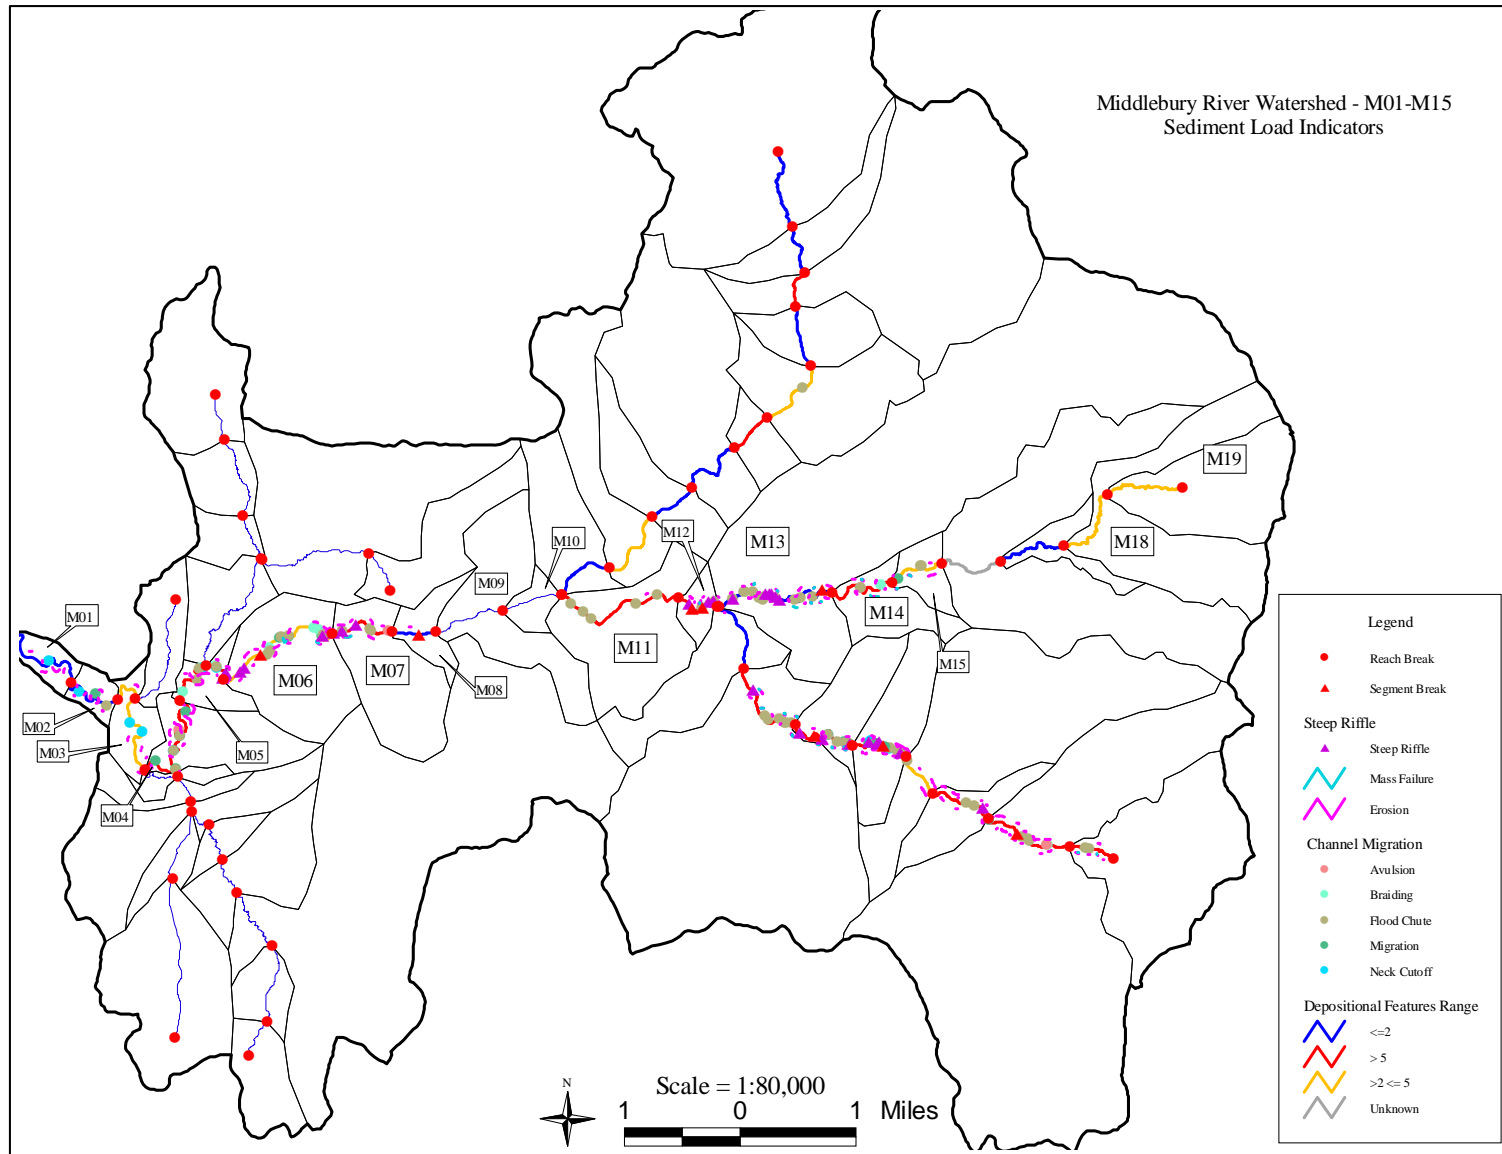 Middlebury River Watershed - M01-M15
Sediment Load Indicators
M19
M18
M13
M12
M10
M09
M14
M15
M11
M01
M06
M07
M08
M02
M03
M05
M04
Legend
Reach Break
Segment Break
Steep Riffle
Steep Riffle
Mass Failure
Erosion
Channel Migration
Avulsion
Braiding
Flood Chute
Migration
Neck Cutoff
Depositional Features Range
<=2
> 5
>2 <= 5
Unknown
N
Scale = 1:80,000
1 0 1 Miles